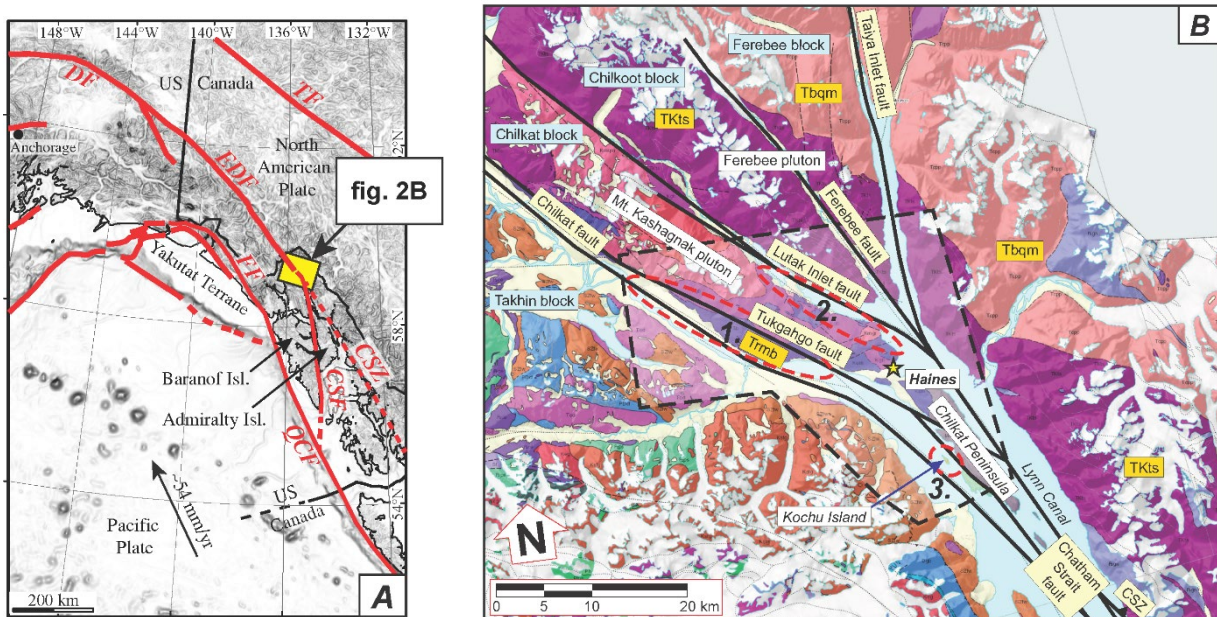 148°W
144°W
140°W
136°W
132°W
DF
US
Canada
TF
Anchorage
North
American
Plate
EDF
fig. 2B
Yakutat Terrane
FF
58°N
Baranof Isl.
CSZ
Admiralty Isl.
CSF
QCF
~54 mm/yr
US
Canada
54°N
Pacific
Plate
200 km
A
B
Ferebee block
Taiya Inlet fault
Chilkoot block
Tbqm
TKts
Chilkat block
Ferebee pluton
Chilkat fault
Mt. Kashagnak pluton
Ferebee fault
Tbqm
Lutak Inlet fault
Takhin block
2.
1.
Tukgahgo fault
Trmb
Haines
Chilkat Peninsula
Lynn Canal
TKts
3.
Kochu Island
N
Chatham
Strait
fault
CSZ
0 5 10 20 km